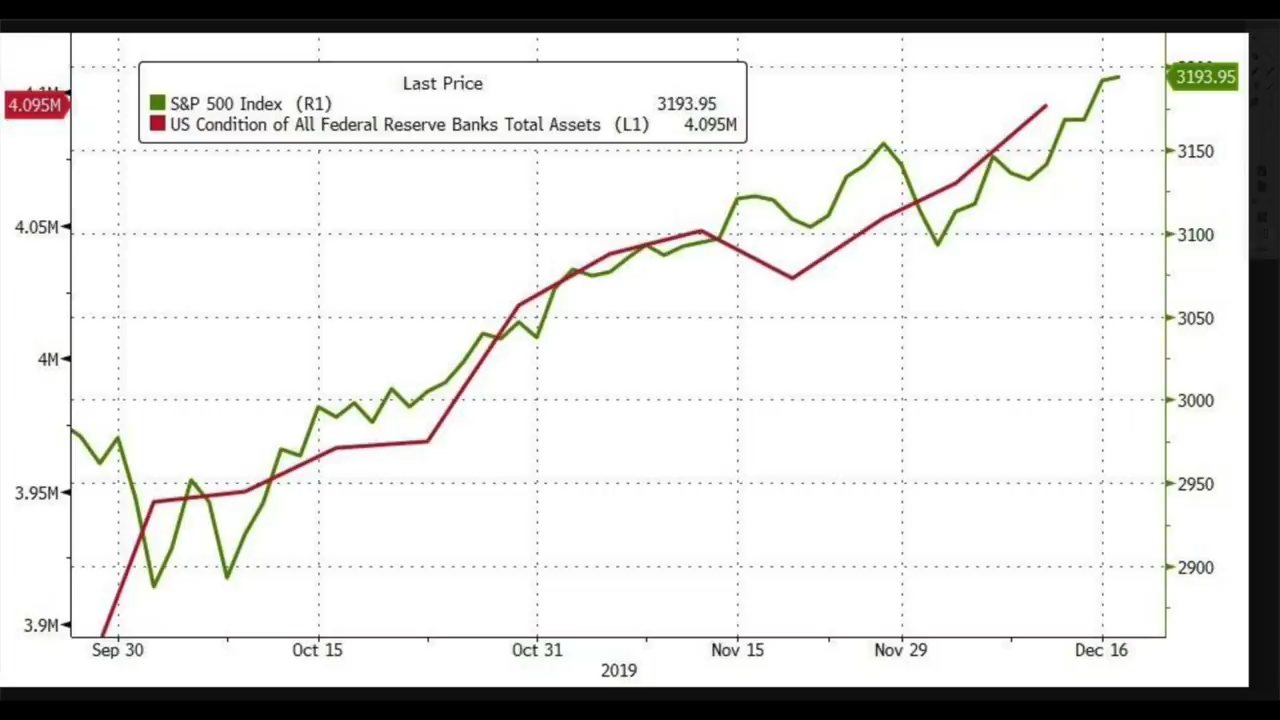 Last Price
S&P 500 Index (R1) 3193.95
US Condition of All Federal Reserve Banks Total Assets (L1) 4.095M
4.095M
4.05M
4M
3.95M
3.9M
3193.95
3150
3100
3050
3000
2950
2900
Sep 30 Oct 15 Oct 31 Nov 15 Nov 29 Dec 16
2019